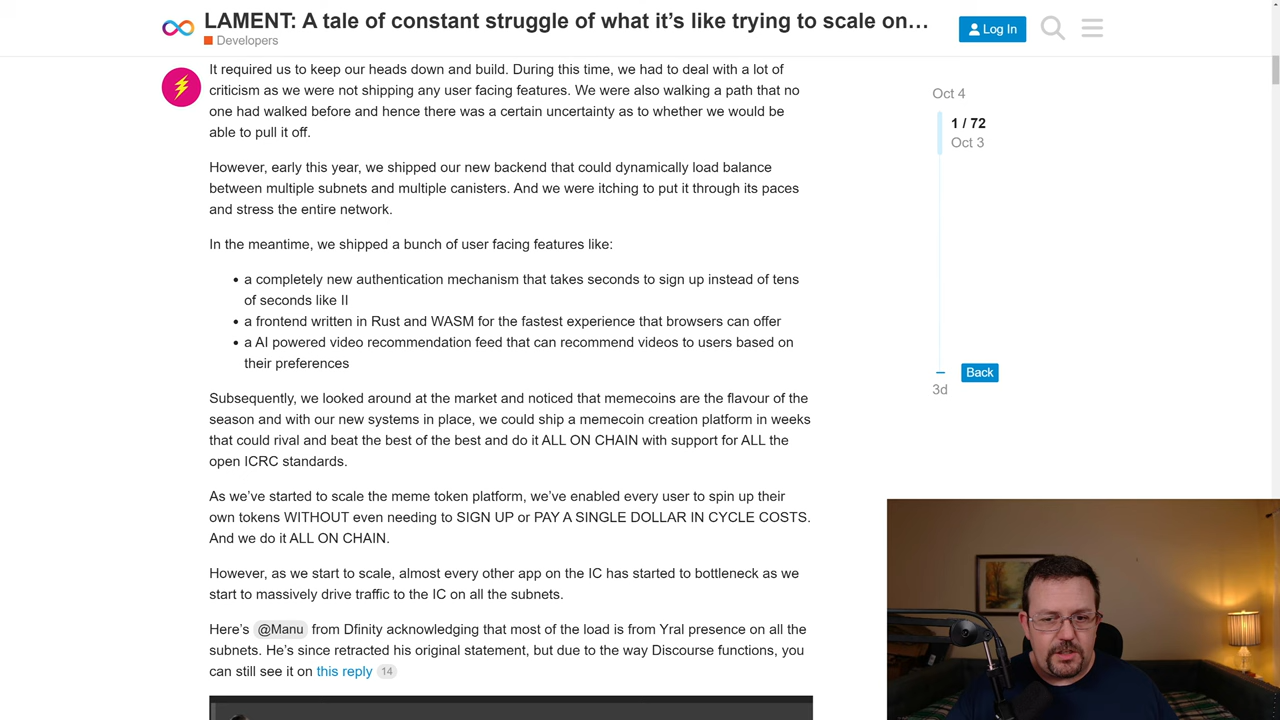 LAMENT: A tale of constant struggle of what it’s like trying to scale on…
Developers
Log In
It required us to keep our heads down and build. During this time, we had to deal with a lot of
criticism as we were not shipping any user facing features. We were also walking a path that no
one had walked before and hence there was a certain uncertainty as to whether we would be
able to pull it off.
However, early this year, we shipped our new backend that could dynamically load balance
between multiple subnets and multiple canisters. And we were itching to put it through its paces
and stress the entire network.
In the meantime, we shipped a bunch of user facing features like:
• a completely new authentication mechanism that takes seconds to sign up instead of tens
of seconds like II
• a frontend written in Rust and WASM for the fastest experience that browsers can offer
• a AI powered video recommendation feed that can recommend videos to users based on
their preferences
Subsquently, we looked around at the market and noticed that memecoins are the flavour of the
season and with our new systems in place, we could ship a memecoin creation platform in weeks
that could rival and beat the best of the best and do it ALL ON CHAIN with support for ALL the
open ICRC standards.
As we’ve started to scale the meme token platform, we’ve enabled every user to spin up their
own tokens WITHOUT even needing to SIGN UP or PAY A SINGLE DOLLAR IN CYCLE COSTS.
And we do it ALL ON CHAIN.
However, as we start to scale, almost every other app on the IC has started to bottleneck as we
start to massively drive traffic to the IC on all the subnets.
Here’s @Manu from Dfinity acknowledging that most of the load is from Yral presence on all the
subnets. He’s since retracted his original statement, but due to the way Discourse functions, you
can still see it on this reply 14
Oct 4
1 / 72
Oct 3
Back
3d